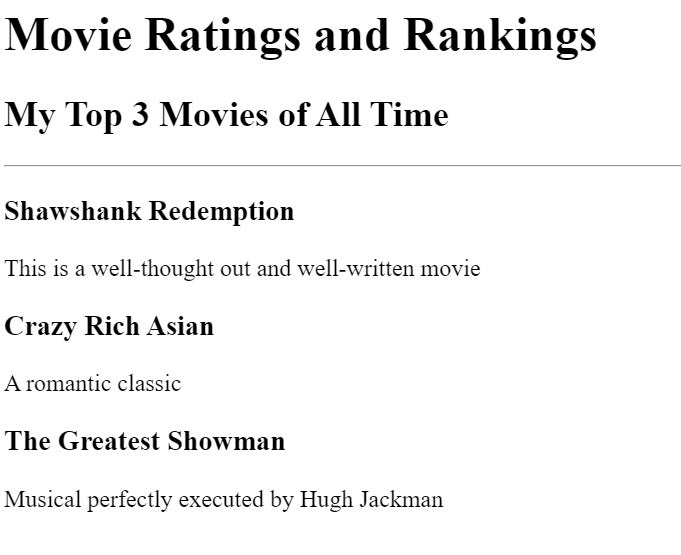 Movie Ratings and Rankings
My Top 3 Movies of All Time
Shawshank Redemption
This is a well-thought out and well-written movie
Crazy Rich Asian
A romantic classic
The Greatest Showman
Musical perfectly executed by Hugh Jackman